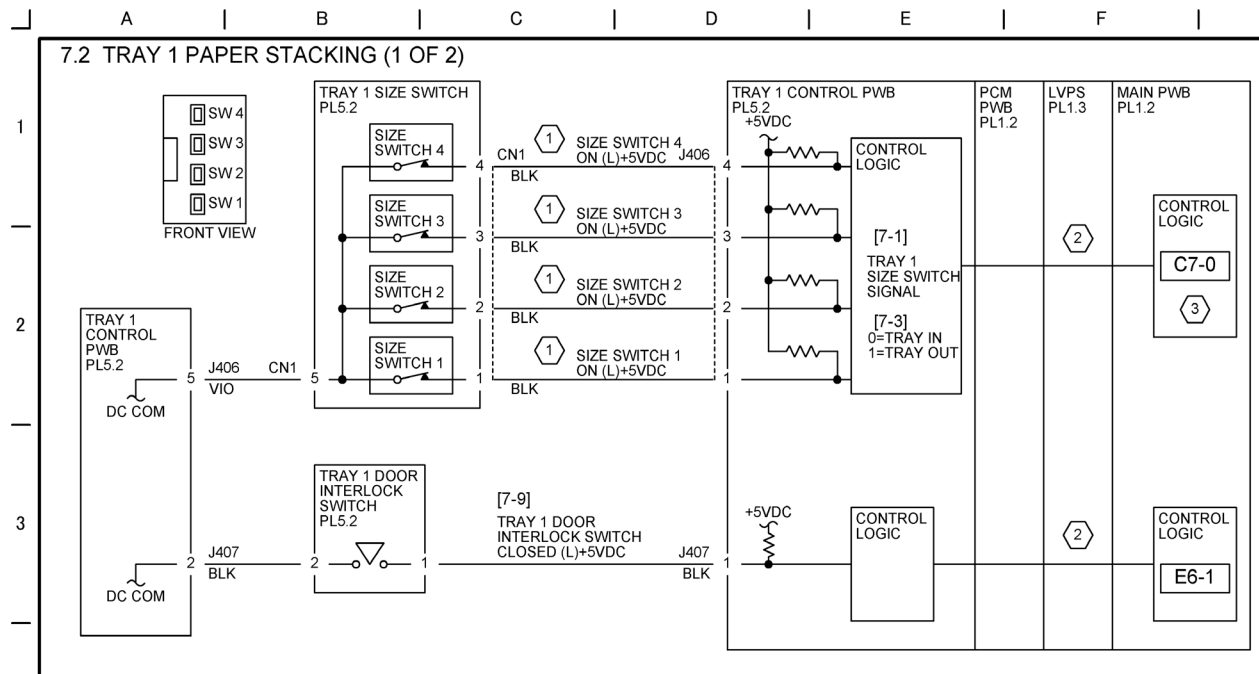 A B C D E F
7.2 TRAY 1 PAPER STACKING (1 OF 2)
1
SW 4
SW 3
SW 2
SW 1
FRONT VIEW
TRAY 1 SIZE SWITCH
PL5.2
SIZE
SWITCH 4
4
CN1
BLK
1
SIZE SWITCH 4
ON (L)+5VDC
J406
4
SIZE
SWITCH 3
3
BLK
1
SIZE SWITCH 3
ON (L)+5VDC
3
SIZE
SWITCH 2
2
BLK
1
SIZE SWITCH 2
ON (L)+5VDC
2
SIZE
SWITCH 1
1
BLK
1
SIZE SWITCH 1
ON (L)+5VDC
1
TRAY 1 CONTROL PWB
PL5.2
+5VDC
CONTROL
LOGIC
[7-1]
TRAY 1
SIZE SWITCH
SIGNAL
[7-3]
0=TRAY IN
1=TRAY OUT
PCM
PWB
PL1.2
LVPS
PL1.3
2
MAIN PWB
PL1.2
CONTROL
LOGIC
C7-0
3
2
TRAY 1
CONTROL
PWB
PL5.2
DC COM
5
J406
VIO
CN1
5
3
DC COM
2
J407
BLK
TRAY 1 DOOR
INTERLOCK
SWITCH
PL5.2
2
1
[7-9]
TRAY 1 DOOR
INTERLOCK SWITCH
CLOSED (L)+5VDC
J407
BLK
1
+5VDC
CONTROL
LOGIC
2
CONTROL
LOGIC
E6-1